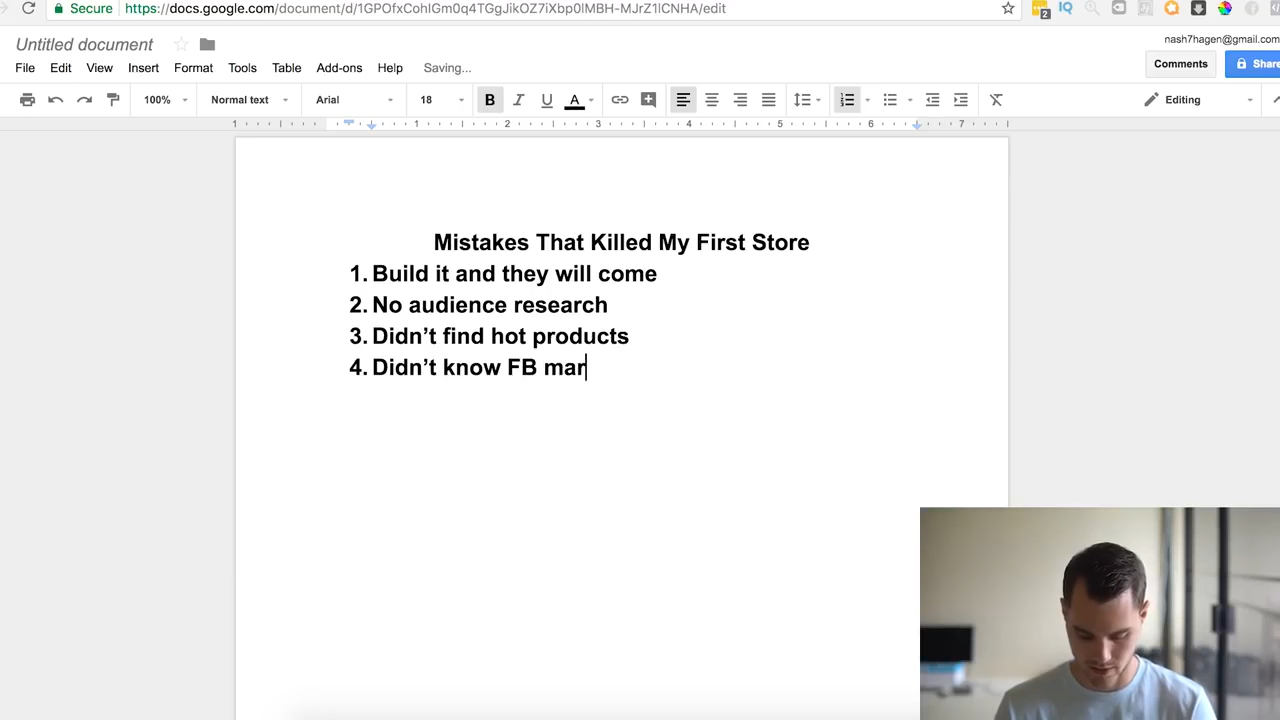 Secure https://docs.google.com/document/d/1GPOfxCohIGm0q4TGgJikOZ7iXbp0lMBH-MJrZ1lCNHA/edit
2 IQ
Untitled document
nash7hagen@gmail.com
File Edit View Insert Format Tools Table Add-ons Help Saving...
Comments Share
100% Normal text Arial 18 B I U A Editing
1 1 2 3 4 5 6 7
Mistakes That Killed My First Store
1. Build it and they will come
2. No audience research
3. Didn’t find hot products
4. Didn’t know FB mar